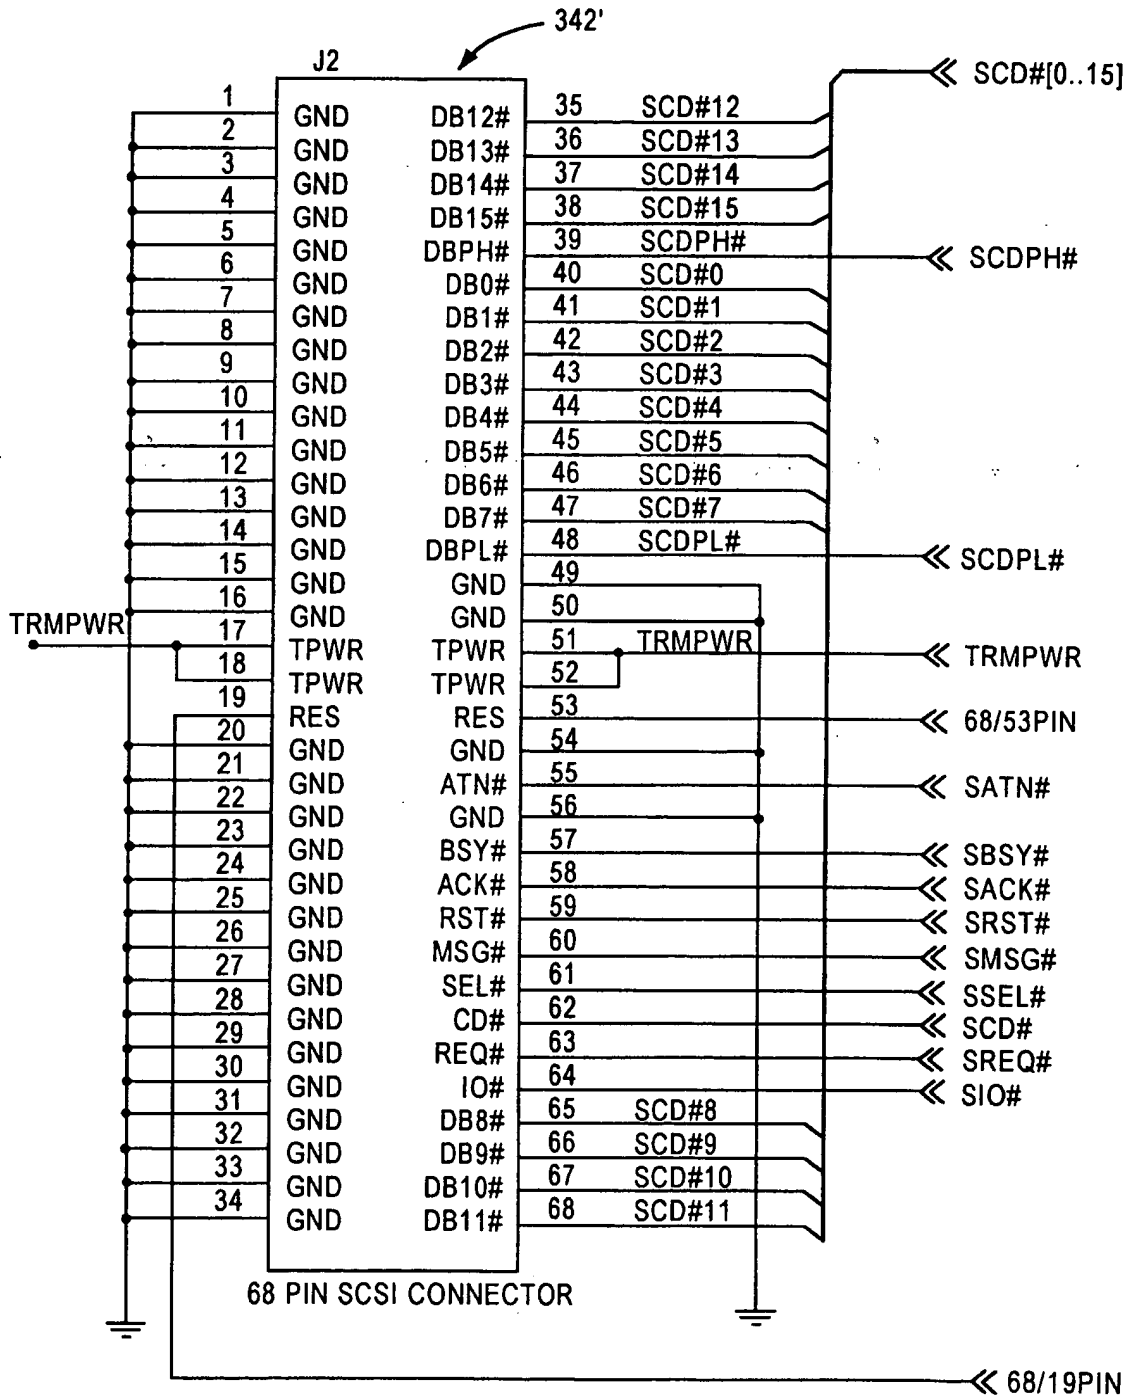 342'
J2
SCD#[0..15]
1 GND DB12# 35 SCD#12
2 GND DB13# 36 SCD#13
3 GND DB14# 37 SCD#14
4 GND DB15# 38 SCD#15
5 GND DBPH# 39 SCDPH# SCDPH#
6 GND DB0# 40 SCD#0
7 GND DB1# 41 SCD#1
8 GND DB2# 42 SCD#2
9 GND DB3# 43 SCD#3
10 GND DB4# 44 SCD#4
11 GND DB5# 45 SCD#5
12 GND DB6# 46 SCD#6
13 GND DB7# 47 SCD#7
14 GND DBPL# 48 SCDPL# SCDPL#
15 GND GND 49
16 GND GND 50
TRMPWR 17 TPWR TPWR 51 TRMPWR TRMPWR
18 TPWR TPWR 52
19 RES RES 53 68/53PIN
20 GND GND 54
21 GND ATN# 55 SATN#
22 GND GND 56
23 GND BSY# 57 SBSY#
24 GND ACK# 58 SACK#
25 GND RST# 59 SRST#
26 GND MSG# 60 SMSG#
27 GND SEL# 61 SSEL#
28 GND CD# 62 SCD#
29 GND REQ# 63 SREQ#
30 GND IO# 64 SIO#
31 GND DB8# 65 SCD#8
32 GND DB9# 66 SCD#9
33 GND DB10# 67 SCD#10
34 GND DB11# 68 SCD#11
68 PIN SCSI CONNECTOR
68/19PIN